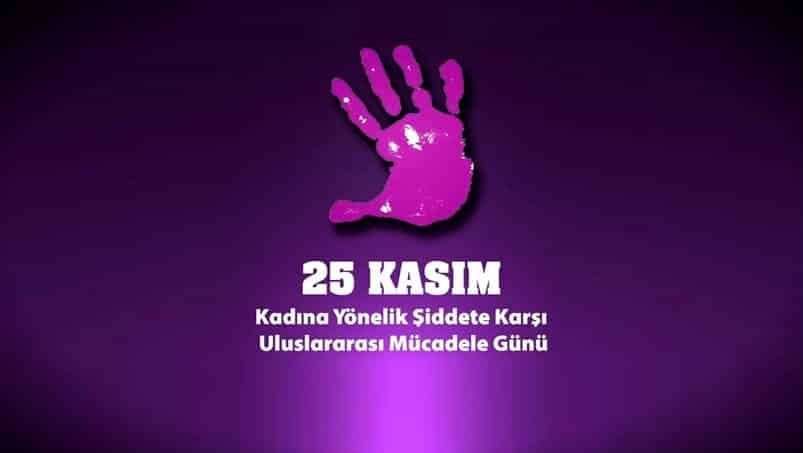 25 KASIM
Kadına Yönelik Şiddete Karşı
Uluslararası Mücadele Günü